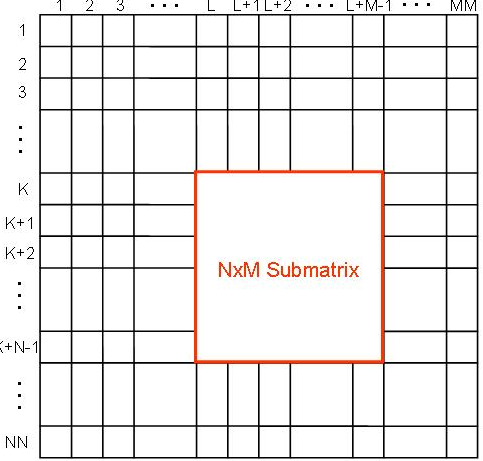 1 2 3 ··· L L+1 L+2 ··· L+M-1 ··· MM
1
2
3
⋮
K
K+1
K+2
⋮
NxM Submatrix
K+N-1
⋮
NN